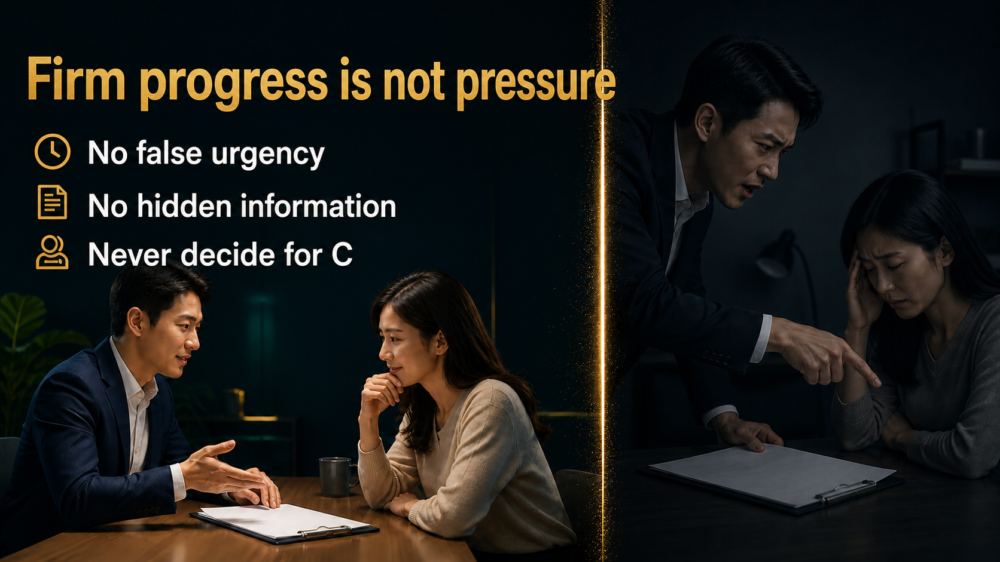 Firm progress is not pressure
No false urgency
No hidden information
Never decide for C